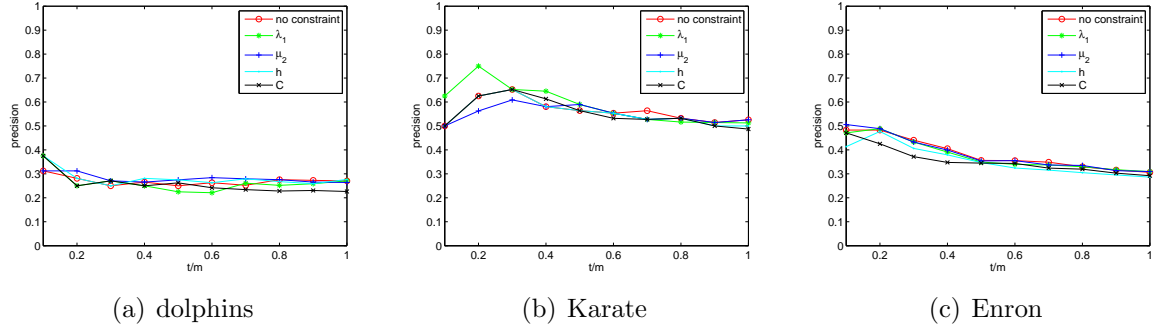 1
0.9
0.8
0.7
0.6
0.5
0.4
0.3
0.2
0.1
0
precision
0.2 0.4 0.6 0.8 1
t/m
no constraint
λ1
μ2
h
C
(a) dolphins
1
0.9
0.8
0.7
0.6
0.5
0.4
0.3
0.2
0.1
0
precision
0.2 0.4 0.6 0.8 1
t/m
no constraint
λ1
μ2
h
C
(b) Karate
1
0.9
0.8
0.7
0.6
0.5
0.4
0.3
0.2
0.1
0
precision
0.2 0.4 0.6 0.8 1
t/m
no constraint
λ1
μ2
h
C
(c) Enron